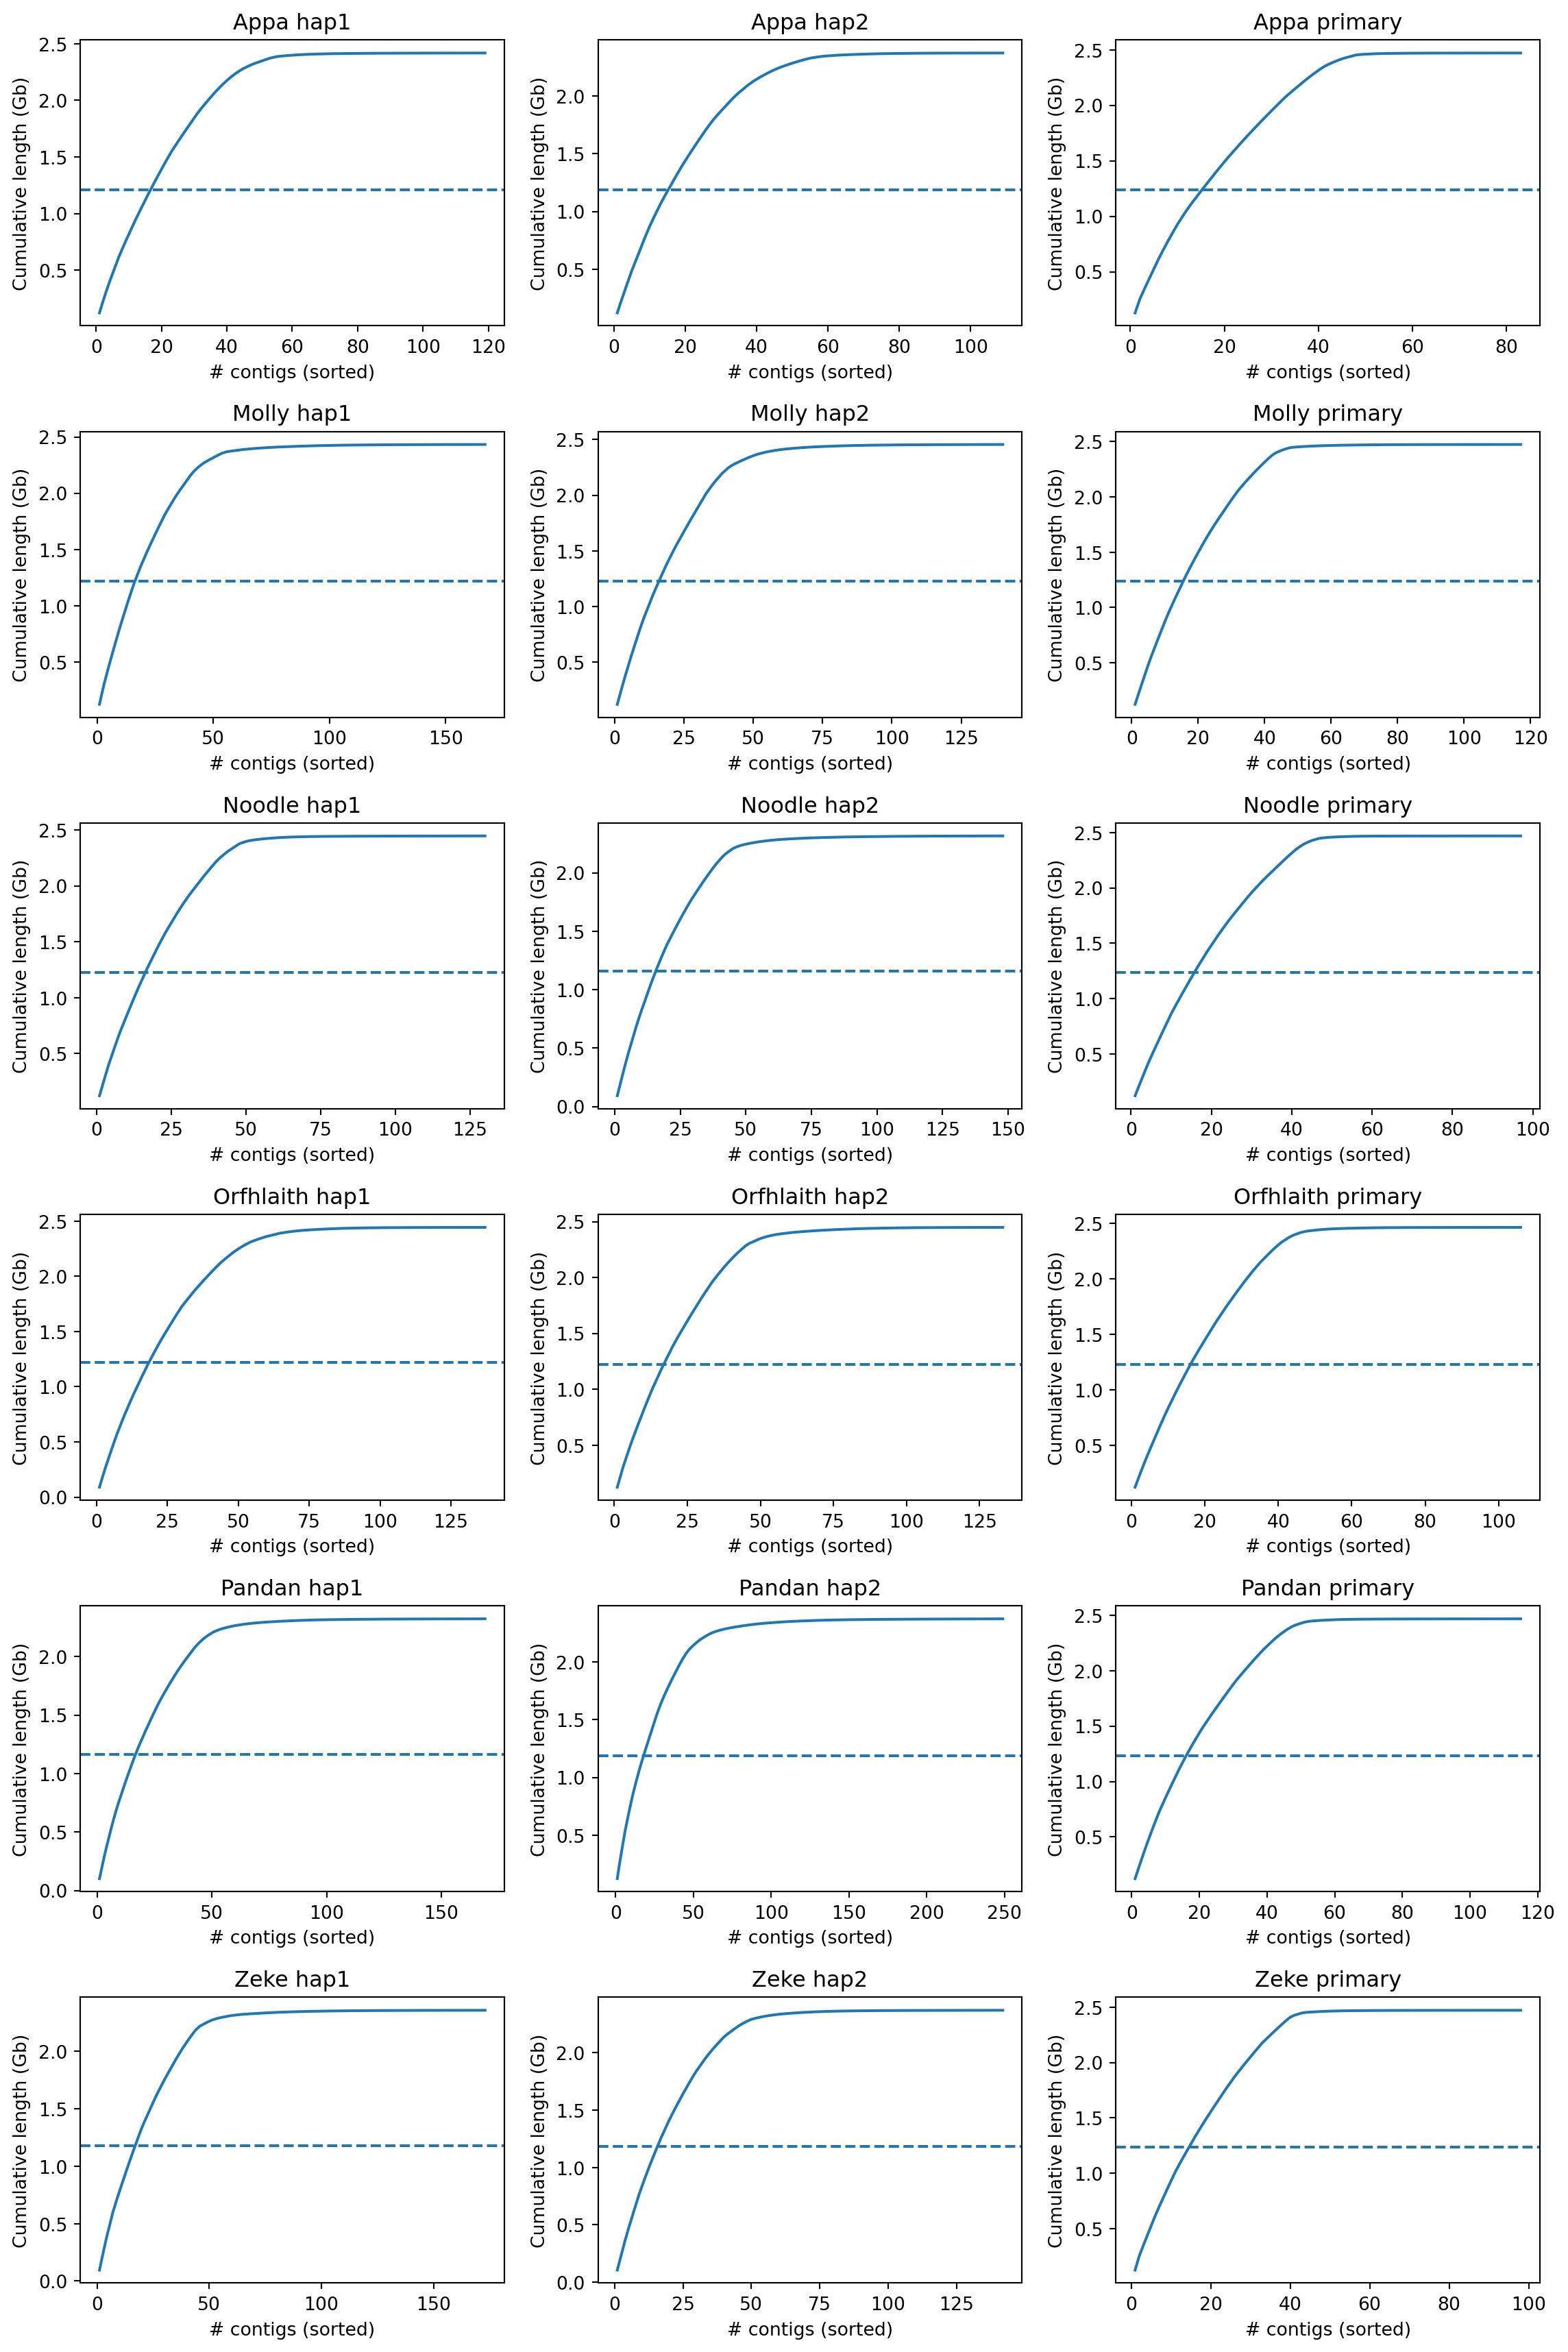 Appa hap1
Appa hap2
Appa primary
Cumulative length (Gb)
2.5
2.0
1.5
1.0
0.5
0 20 40 60 80 100 120
# contigs (sorted)
Cumulative length (Gb)
2.0
1.5
1.0
0.5
0 20 40 60 80 100
# contigs (sorted)
Cumulative length (Gb)
2.5
2.0
1.5
1.0
0.5
0 20 40 60 80
# contigs (sorted)
Molly hap1
Molly hap2
Molly primary
Cumulative length (Gb)
2.5
2.0
1.5
1.0
0.5
0 50 100 150
# contigs (sorted)
Cumulative length (Gb)
2.5
2.0
1.5
1.0
0.5
0 25 50 75 100 125
# contigs (sorted)
Cumulative length (Gb)
2.5
2.0
1.5
1.0
0.5
0 20 40 60 80 100 120
# contigs (sorted)
Noodle hap1
Noodle hap2
Noodle primary
Cumulative length (Gb)
2.5
2.0
1.5
1.0
0.5
0 25 50 75 100 125
# contigs (sorted)
Cumulative length (Gb)
2.0
1.5
1.0
0.5
0.0
0 25 50 75 100 125 150
# contigs (sorted)
Cumulative length (Gb)
2.5
2.0
1.5
1.0
0.5
0 20 40 60 80 100
# contigs (sorted)
Orfhlaith hap1
Orfhlaith hap2
Orfhlaith primary
Cumulative length (Gb)
2.5
2.0
1.5
1.0
0.5
0.0
0 25 50 75 100 125
# contigs (sorted)
Cumulative length (Gb)
2.5
2.0
1.5
1.0
0.5
0 25 50 75 100 125
# contigs (sorted)
Cumulative length (Gb)
2.5
2.0
1.5
1.0
0.5
0 20 40 60 80 100
# contigs (sorted)
Pandan hap1
Pandan hap2
Pandan primary
Cumulative length (Gb)
2.0
1.5
1.0
0.5
0.0
0 50 100 150
# contigs (sorted)
Cumulative length (Gb)
2.0
1.5
1.0
0.5
0 50 100 150 200 250
# contigs (sorted)
Cumulative length (Gb)
2.5
2.0
1.5
1.0
0.5
0 20 40 60 80 100 120
# contigs (sorted)
Zeke hap1
Zeke hap2
Zeke primary
Cumulative length (Gb)
2.0
1.5
1.0
0.5
0.0
0 50 100 150
# contigs (sorted)
Cumulative length (Gb)
2.0
1.5
1.0
0.5
0.0
0 25 50 75 100 125
# contigs (sorted)
Cumulative length (Gb)
2.5
2.0
1.5
1.0
0.5
0 20 40 60 80 100
# contigs (sorted)